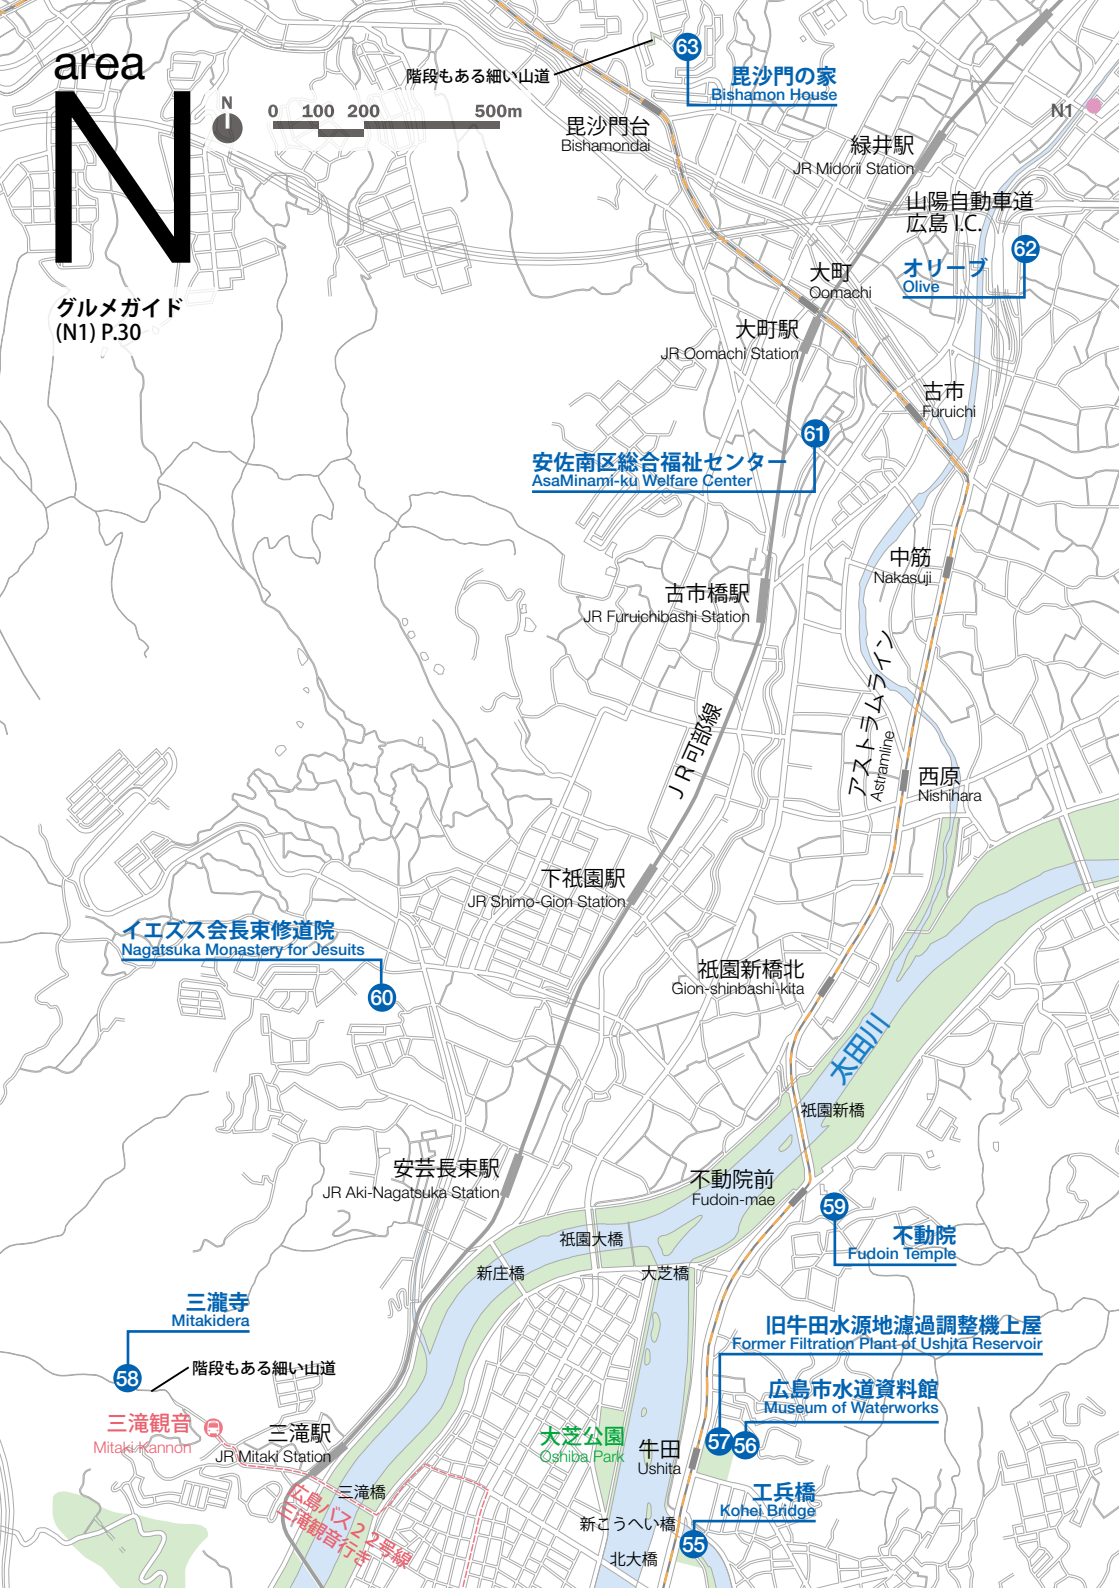 area
N
N
0 100 200 500m
グルメガイド
(N1) P.30
階段もある細い山道
63
毘沙門の家
Bishamon House
N1
毘沙門台
Bishamondai
緑井駅
JR Midorii Station
山陽自動車道
広島 I.C.
62
オリーブ
Olive
大町
Oomachi
大町駅
JR Oomachi Station
古市
Furuichi
61
安佐南区総合福祉センター
AsaMinami-ku Welfare Center
中筋
Nakasuji
古市橋駅
JR Furuichibashi Station
アストラムライン
Astramline
JR可部線
西原
Nishihara
下祗園駅
JR Shimo-Gion Station
イエズス会長束修道院
Nagatsuka Monastery for Jesuits
60
祗園新橋北
Gion-shinbashi-kita
太田川
祗園新橋
安芸長束駅
JR Aki-Nagatsuka Station
不動院前
Fudoin-mae
59
不動院
Fudoin Temple
祗園大橋
新庄橋
大芝橋
三瀧寺
Mitakidera
58
階段もある細い山道
旧牛田水源地濾過調整機上屋
Former Filtration Plant of Ushita Reservoir
広島市水道資料館
Museum of Waterworks
57
56
三滝観音
Mitaki-Kannon
三滝駅
JR Mitaki Station
大芝公園
Oshiba Park
牛田
Ushita
三滝橋
広島バス22号線
三滝観音行き
工兵橋
Kohei Bridge
新こうへい橋
55
北大橋